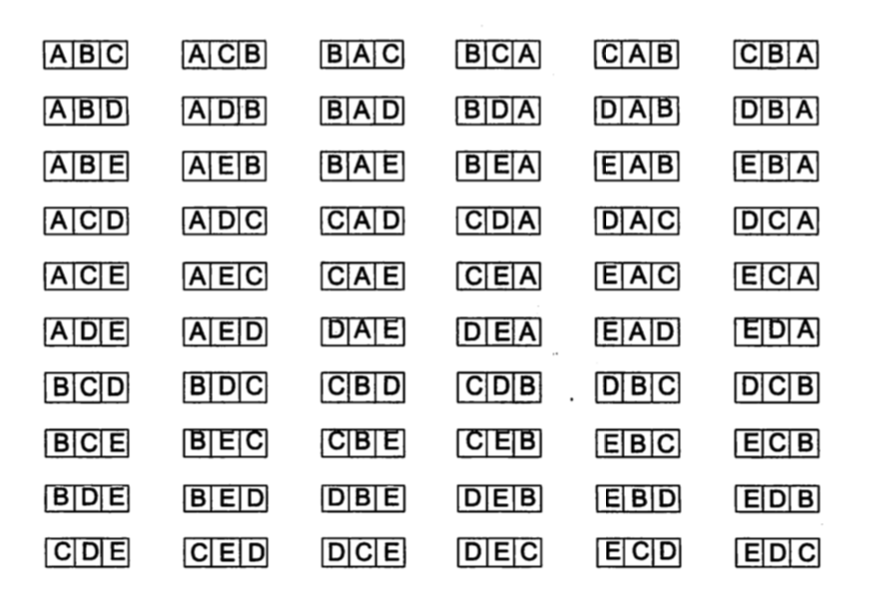 ABC ACB BAC BCA CAB CBA
ABD ADB BAD BDA DAB DBA
ABE AEB BAE BEA EAB EBA
ACD ADC CAD CDA DAC DCA
ACE AEC CAE CEA EAC ECA
ADE AED DAE DEA EAD EDA
BCD BDC CBD CDB DBC DCB
BCE BEC CBE CEB EBC ECB
BDE BED DBE DEB EBD EDB
CDE CED DCE DEC ECD EDC